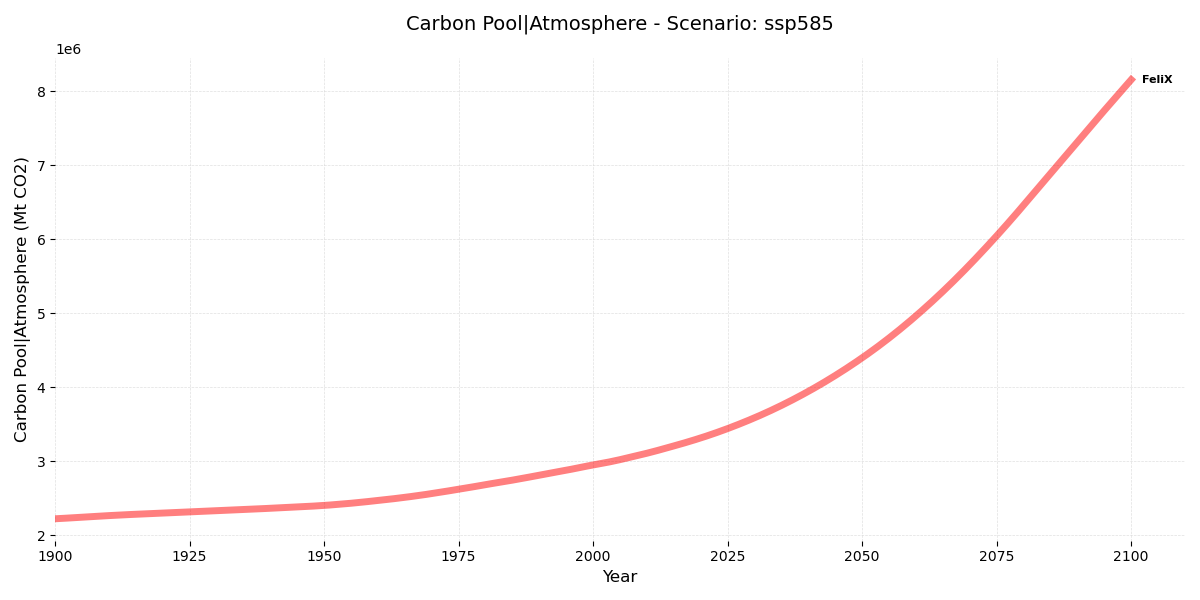 Carbon Pool|Atmosphere - Scenario: ssp585
1e6
8
7
6
5
4
3
2
Carbon Pool|Atmosphere (Mt CO2)
FeliX
1900 1925 1950 1975 2000 2025 2050 2075 2100
Year